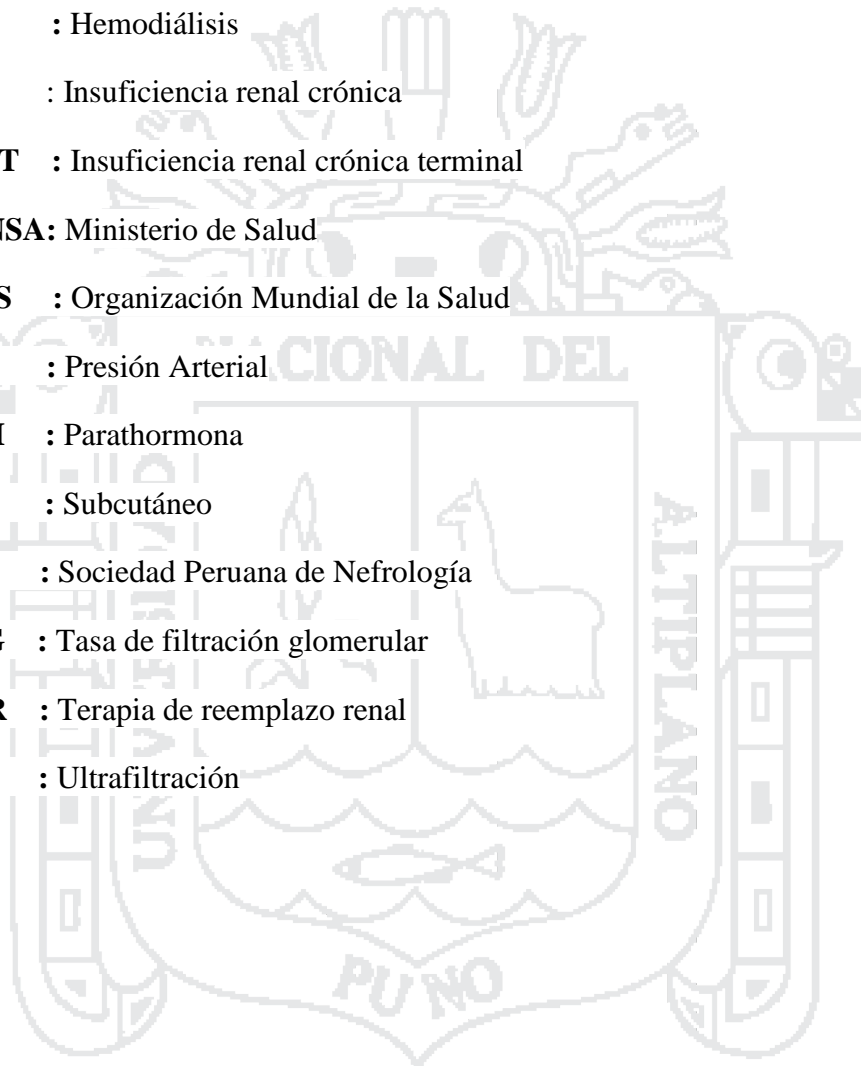 : Hemodiálisis
: Insuficiencia renal crónica
T : Insuficiencia renal crónica terminal
NSA: Ministerio de Salud
S : Organización Mundial de la Salud
: Presión Arterial
CIONAL DEL
: Parathormona
: Subcutáneo
: Sociedad Peruana de Nefrología
G : Tasa de filtración glomerular
R : Terapia de reemplazo renal
: Ultrafiltración
ALTIPLANO
PUNO